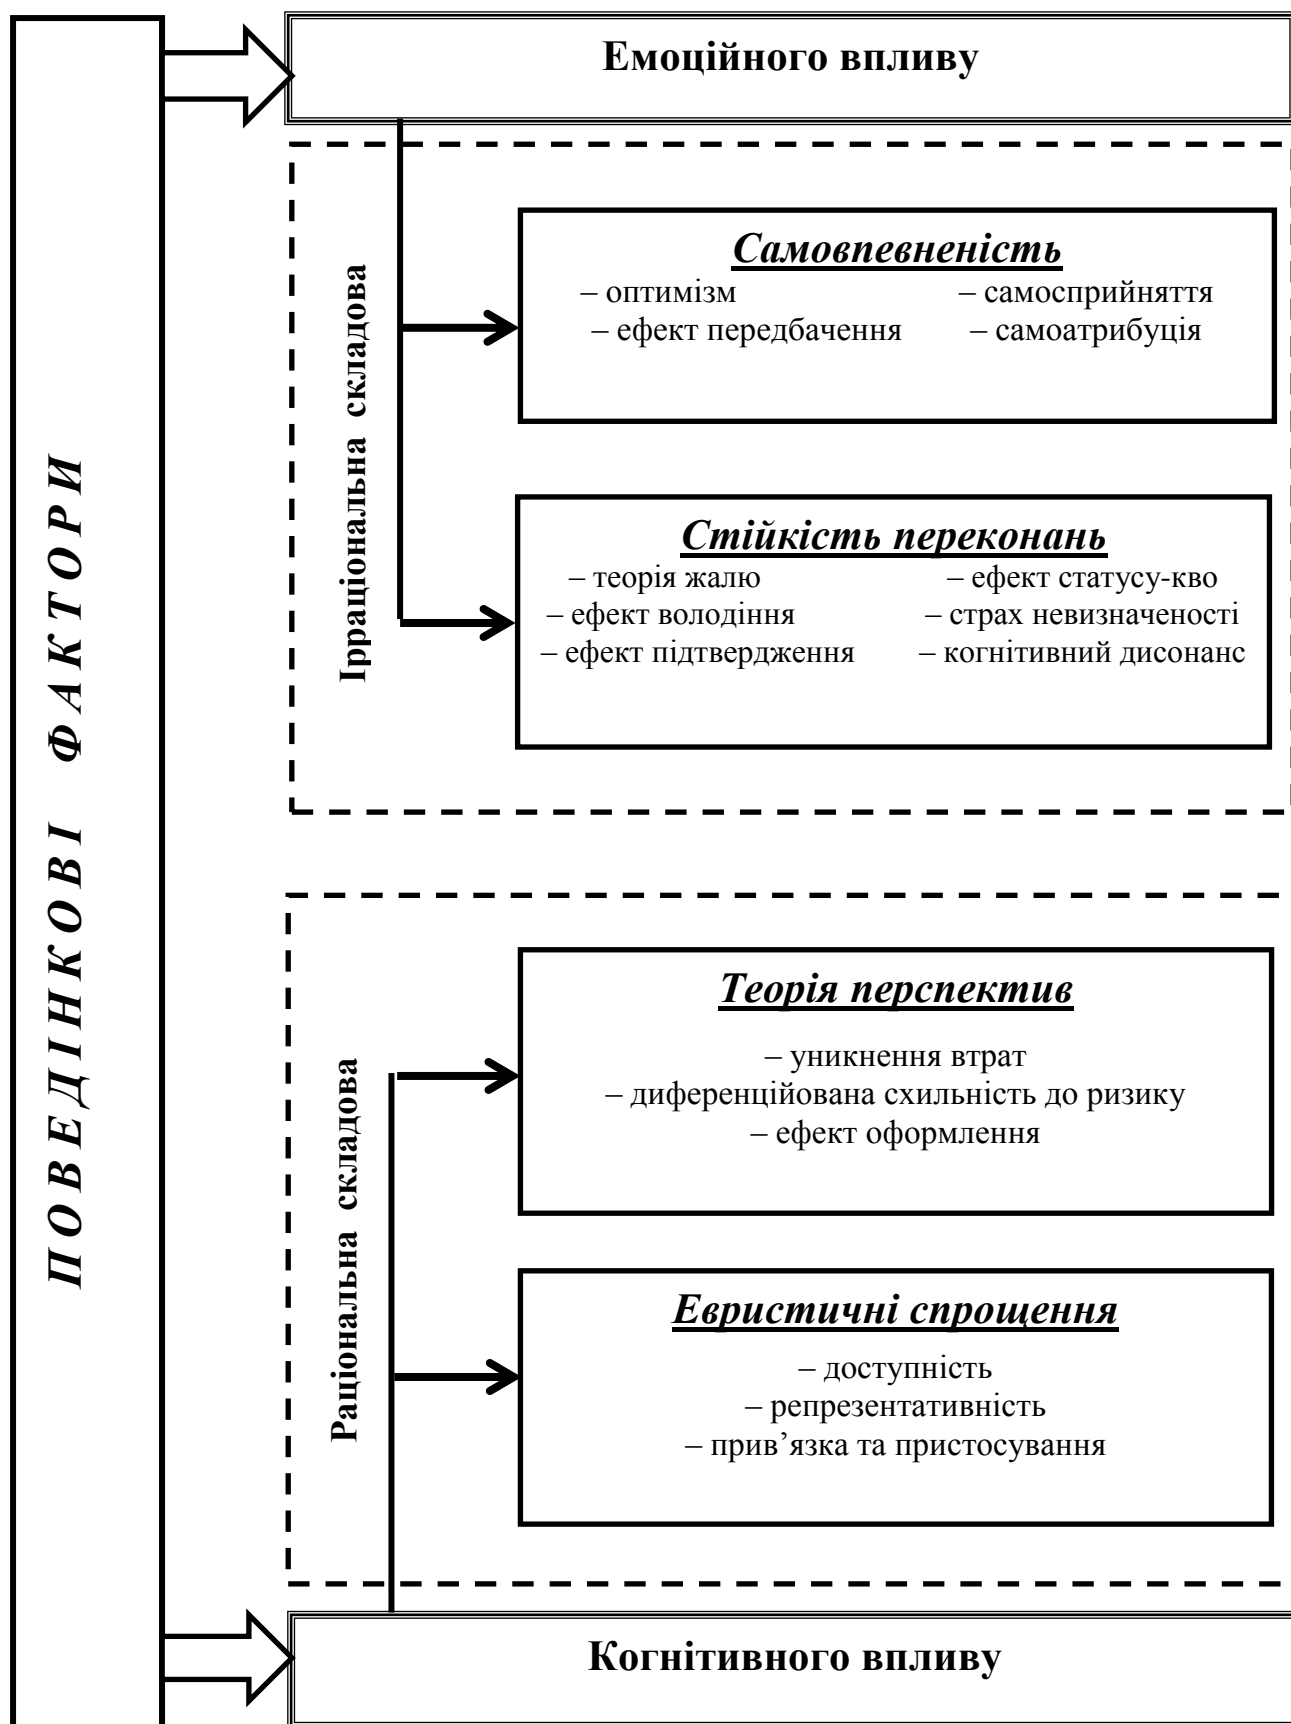 ПОВЕДІНКОВІ ФАКТОРИ
Емоційного впливу
Ірраціональна складова
Самовпевненість
– оптимізм – самосприйняття
– ефект передбачення – самоатрибуція
Стійкість переконань
– теорія жалю – ефект статусу-кво
– ефект володіння – страх невизначеності
– ефект підтвердження – когнітивний дисонанс
Раціональна складова
Теорія перспектив
– уникнення втрат
– диференційована схильність до ризику
– ефект оформлення
Евристичні спрощення
– доступність
– репрезентативність
– прив’язка та пристосування
Когнітивного впливу